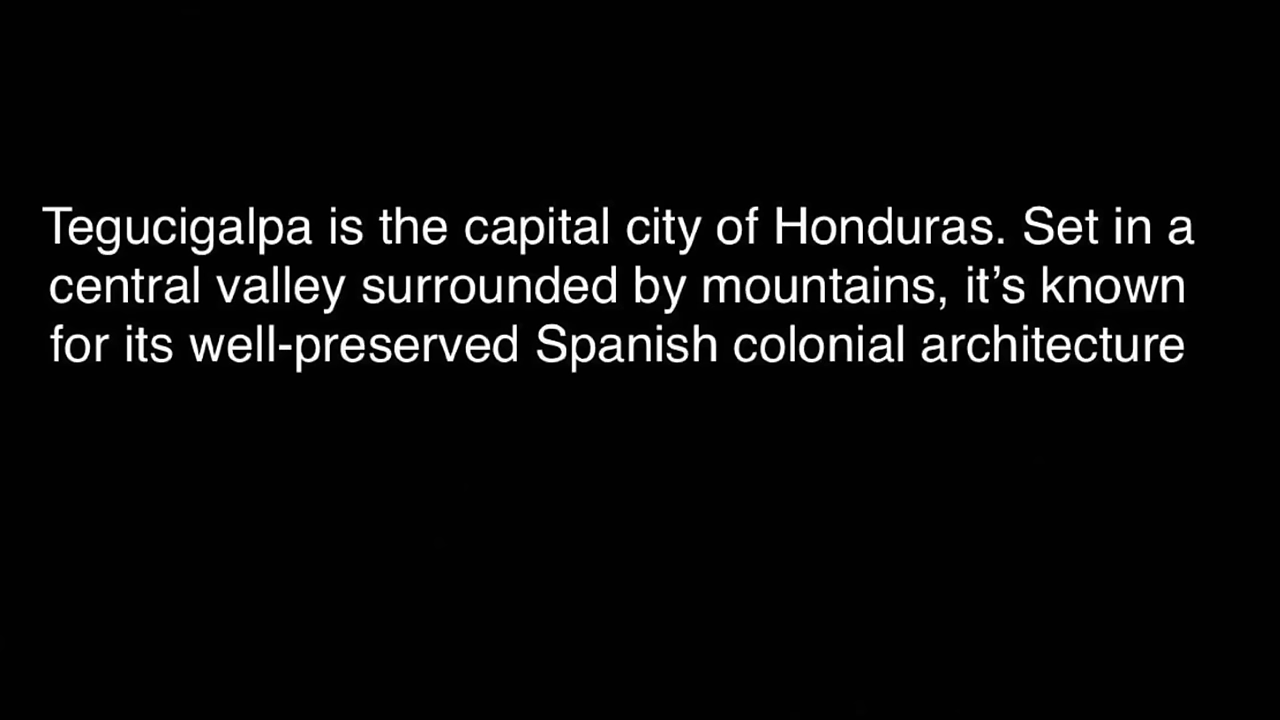 Tegucigalpa is the capital city of Honduras. Set in a
central valley surrounded by mountains, it’s known
for its well-preserved Spanish colonial architecture